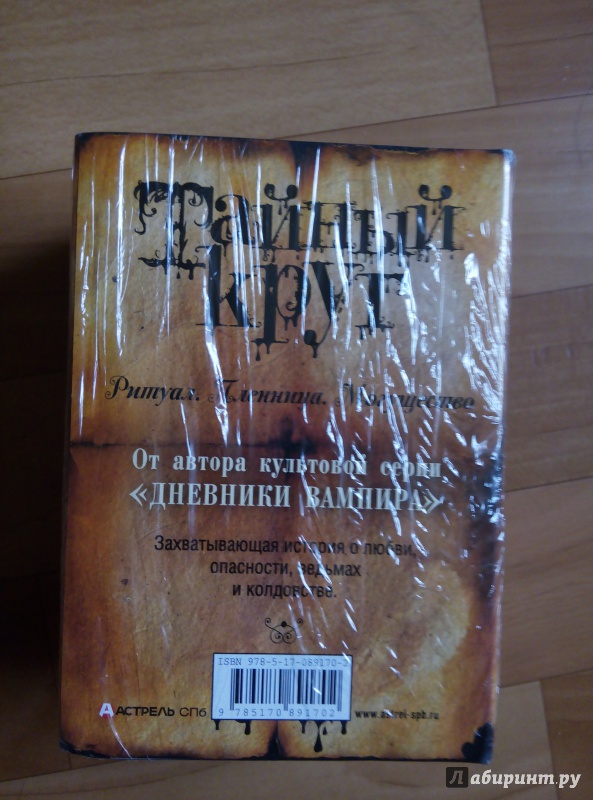 Тайный
круг
Ритуал. Пленница. Могущество
От автора культовой серии
«ДНЕВНИКИ ВАМПИРА»
Захватывающая история о любви,
опасности, ведьмах
и колдовстве.
ISBN 978-5-17-089170-2
9 785170 891702
АСТРЕЛЬ СПб
www.astrel-spb.ru
Лабиринт.ру